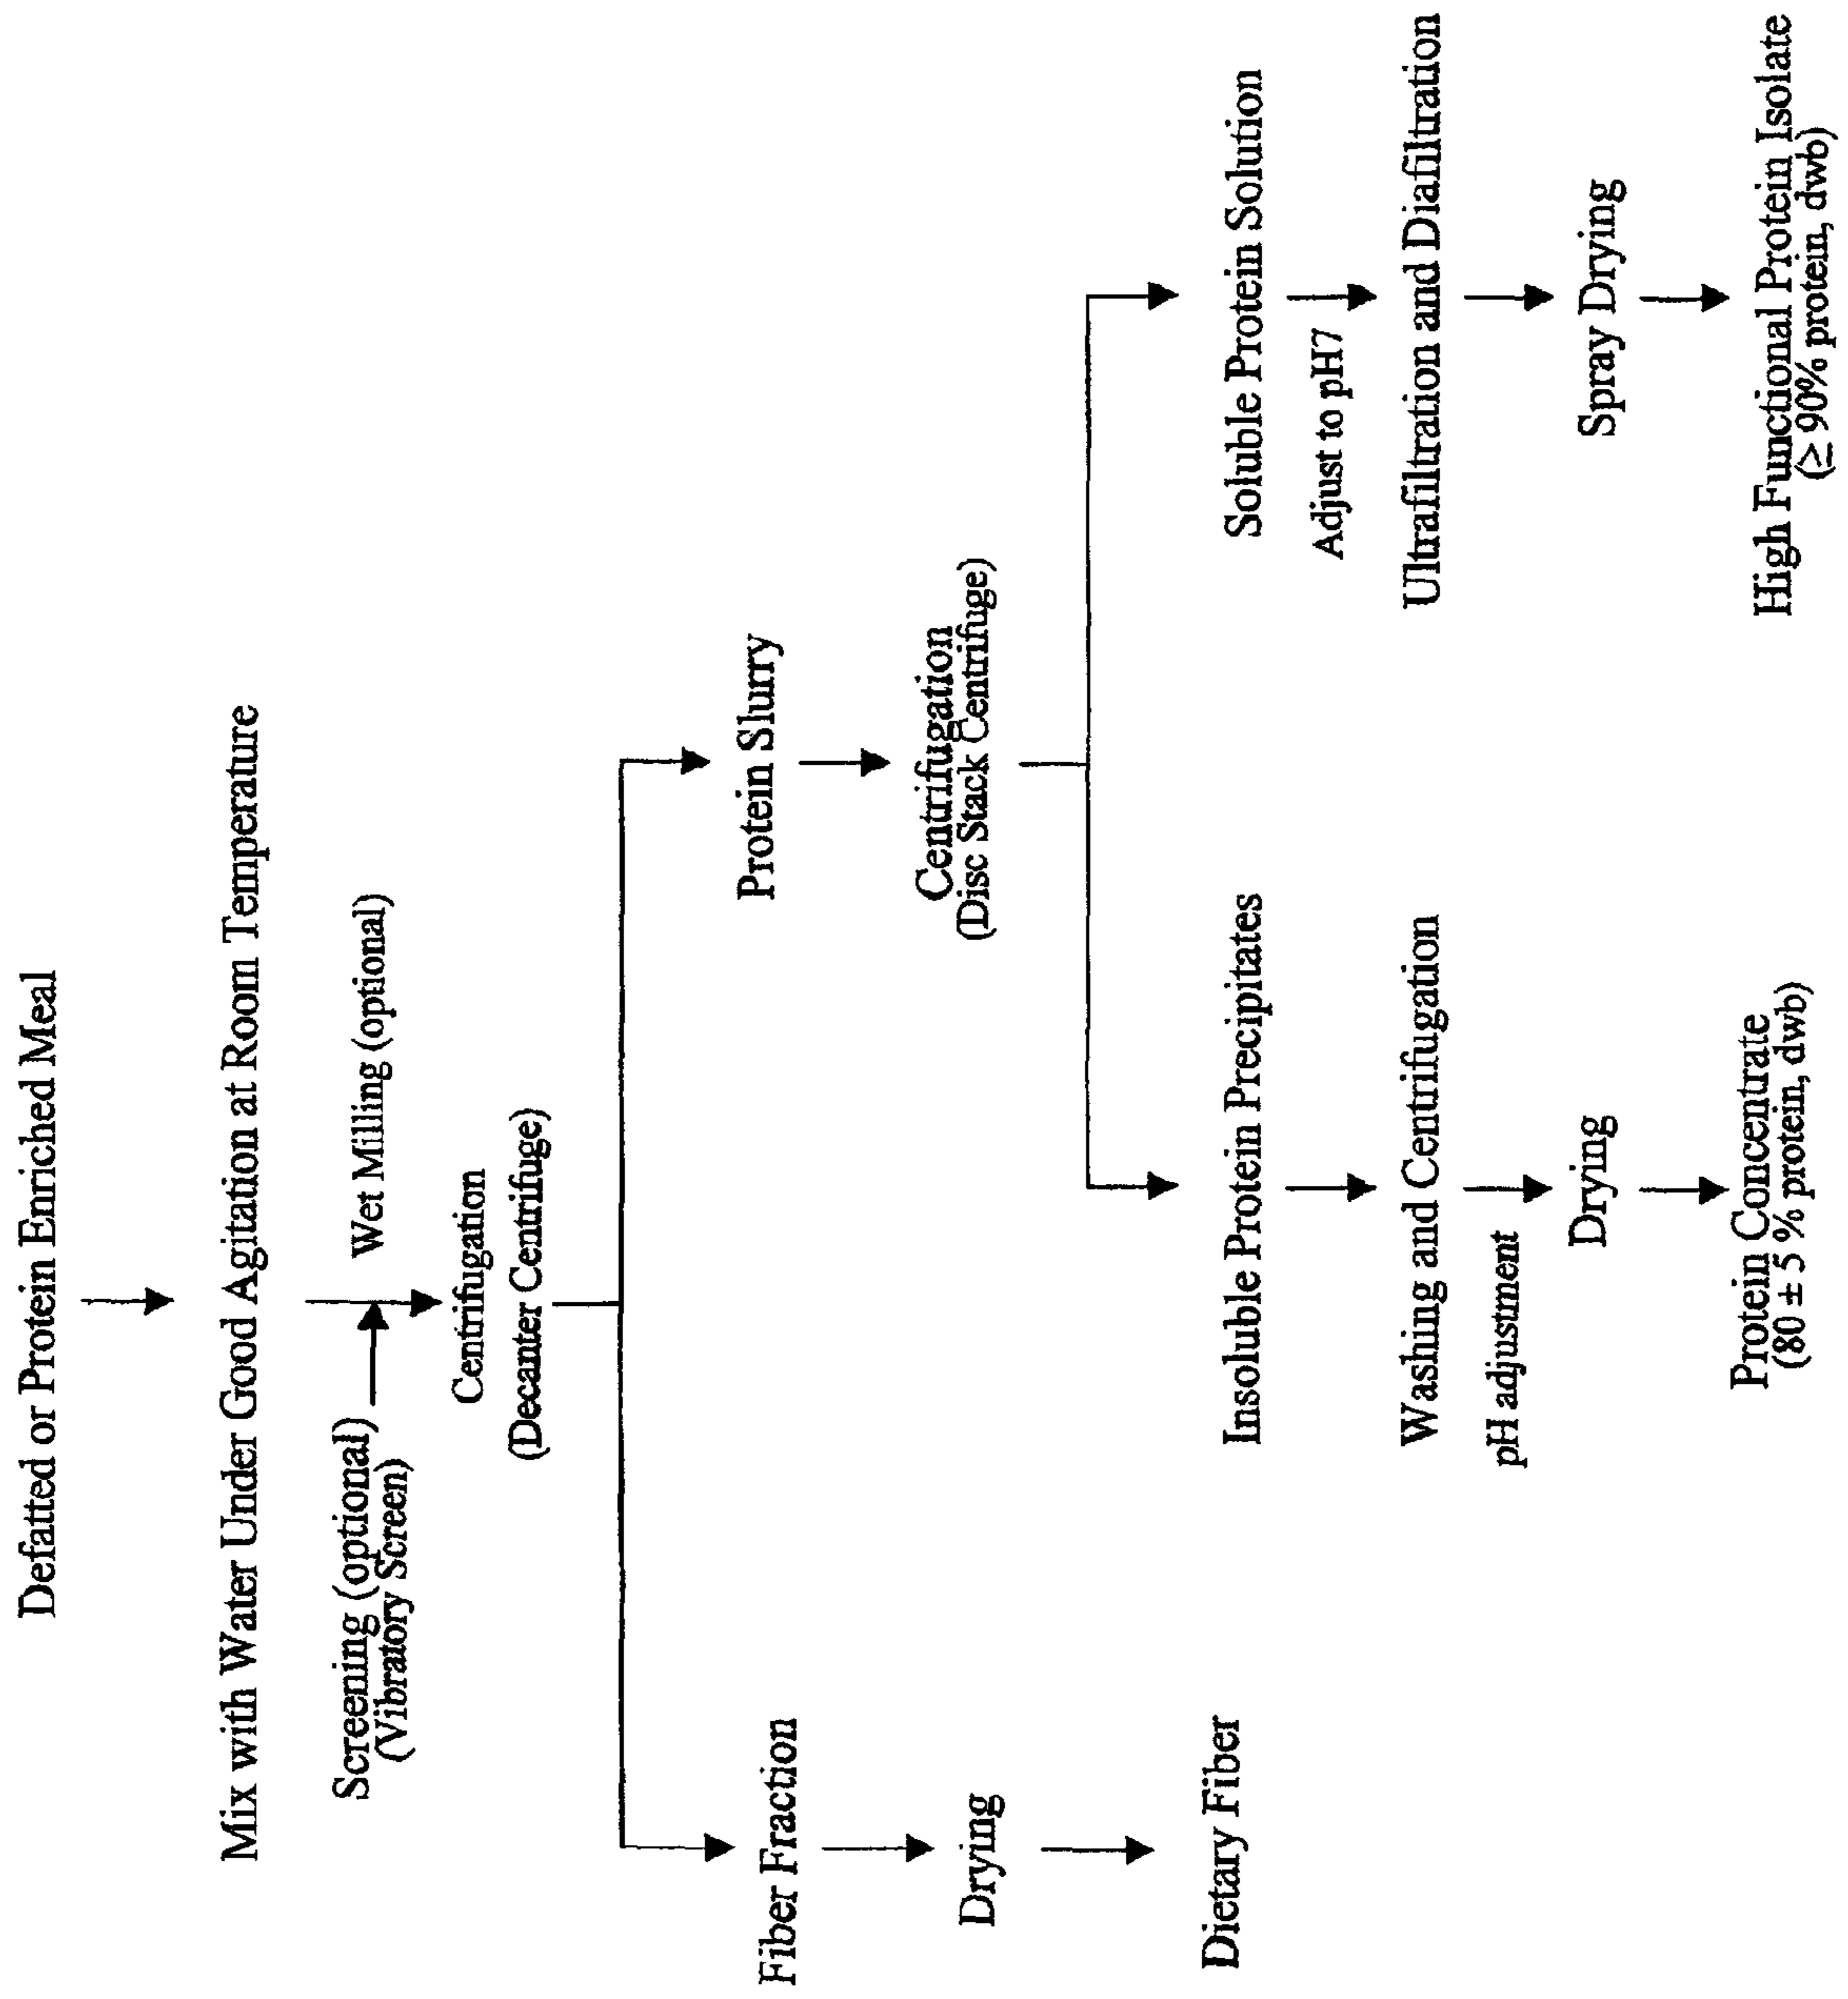 Defatted or Protein Enriched Meal
Mix with Water Under Good Agitation at Room Temperature
Screening (optional)
(Vibratory Screen)
Wet Milling (optional)
Centrifugation
(Decanter Centrifuge)
Fiber Fraction
Drying
Dietary Fiber
Protein Slurry
Centrifugation
(Disc Stack Centrifuge)
Insoluble Protein Precipitates
Washing and Centrifugation
pH adjustment
Drying
Protein Concentrate
(80 ± 5 % protein, dwb)
Soluble Protein Solution
Adjust to pH7
Ultrafiltration and Diafiltration
Spray Drying
High Functional Protein Isolate
(≥ 90% protein, dwb)